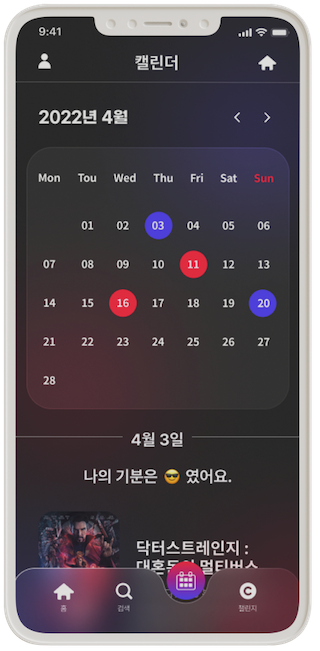 9:41
캘린더
2022년 4월
Mon Tou Wed Thu Fri Sat Sun
01 02 03 04 05 06
07 08 09 10 11 12 13
14 15 16 17 18 19 20
21 22 23 24 25 26 27
28
4월 3일
나의 기분은 😎 였어요.
닥터스트레인지 :
대혼돈의 멀티버스
홈 검색 챌린지